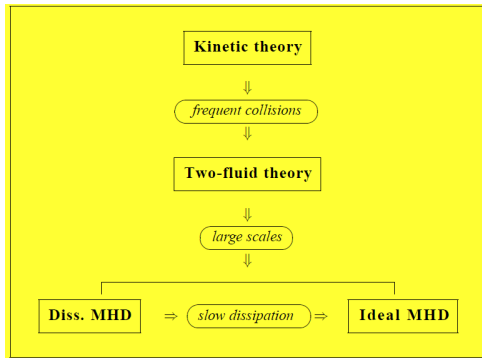 Kinetic theory
⇓
frequent collisions
⇓
Two-fluid theory
⇓
large scales
⇓
Diss. MHD ⇒ slow dissipation ⇒ Ideal MHD